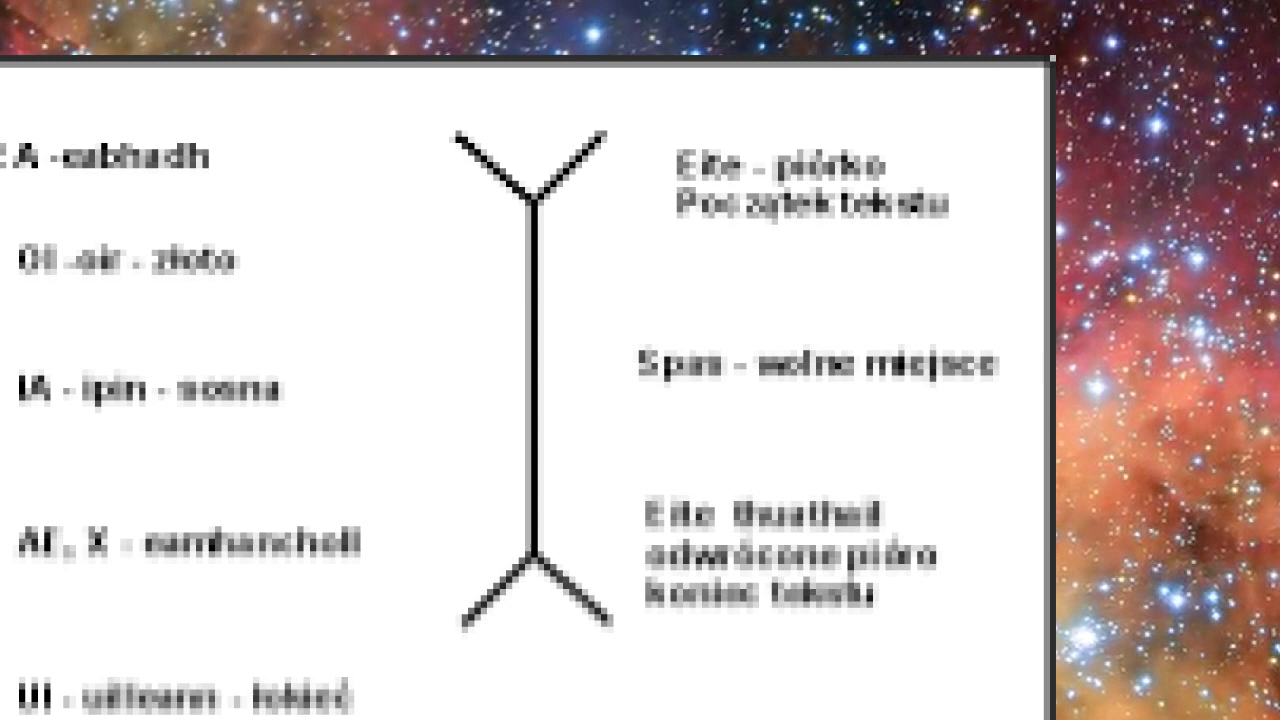 EA -eabhadh
OI -oir - złoto
IA - ipin - sosna
AE, X - eamhancholl
UI - uilleann - łokieć
Eite - piórko
Początek tekstu
Spas - wolne miejsce
Eite thuathail
odwrócone pióro
koniec tekstu